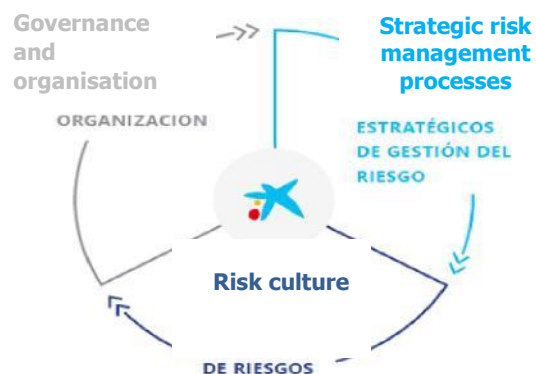 Governance
and
organisation
ORGANIZACION
Strategic risk
management
processes
ESTRATÉGICOS
DE GESTIÓN DEL
RIESGO
Risk culture
DE RIESGOS